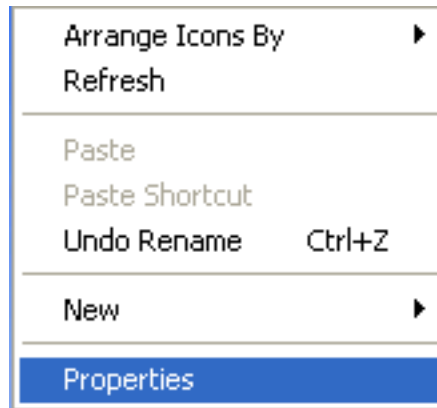 Arrange Icons By
Refresh
Paste
Paste Shortcut
Undo Rename Ctrl+Z
New
Properties